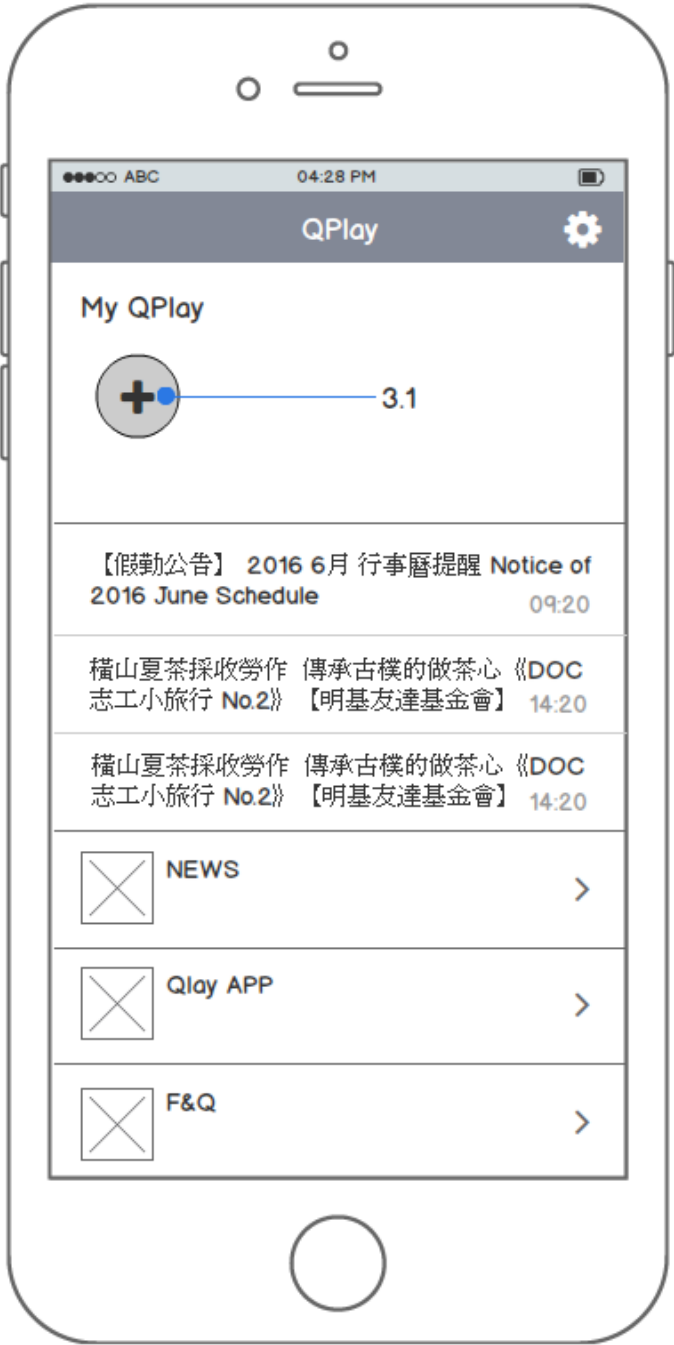 ABC 04:28 PM
QPlay
My QPlay
3.1
【假勤公告】 2016 6月 行事曆提醒 Notice of
2016 June Schedule 09:20
橫山夏茶採收勞作 傳承古樸的做茶心《DOC
志工小旅行 No.2》【明基友達基金會】 14:20
橫山夏茶採收勞作 傳承古樸的做茶心《DOC
志工小旅行 No.2》【明基友達基金會】 14:20
NEWS
Qlay APP
F&Q